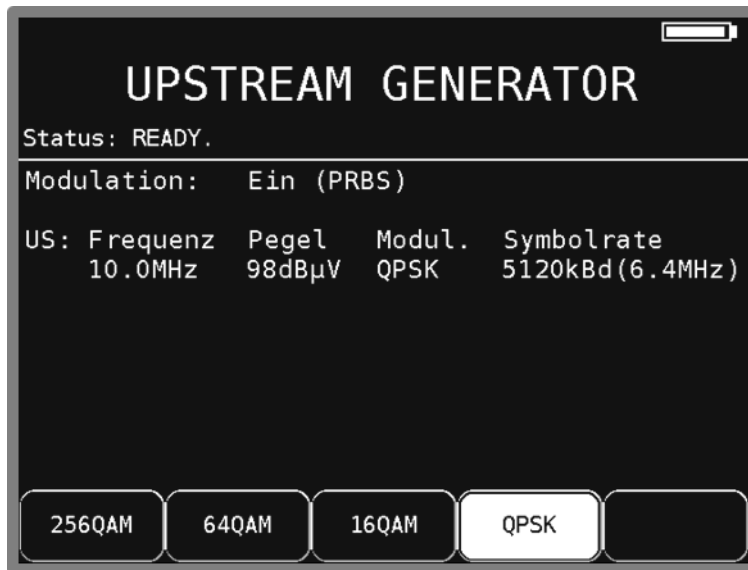 UPSTREAM GENERATOR
Status: READY.
Modulation: Ein (PRBS)
US: Frequenz Pegel Modul. Symbolrate
10.0MHz 98dBµV QPSK 5120kBd(6.4MHz)
256QAM 64QAM 16QAM QPSK